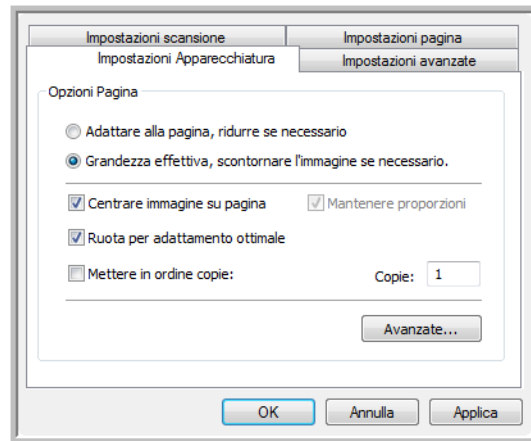 Impostazioni scansione
Impostazioni pagina
Impostazioni Apparecchiatura
Impostazioni avanzate
Opzioni Pagina
Adattare alla pagina, ridurre se necessario
Grandezza effettiva, scontornare l'immagine se necessario.
Centrare immagine su pagina
Mantenere proporzioni
Ruota per adattamento ottimale
Mettere in ordine copie:
Copie: 1
Avanzate...
OK
Annulla
Applica